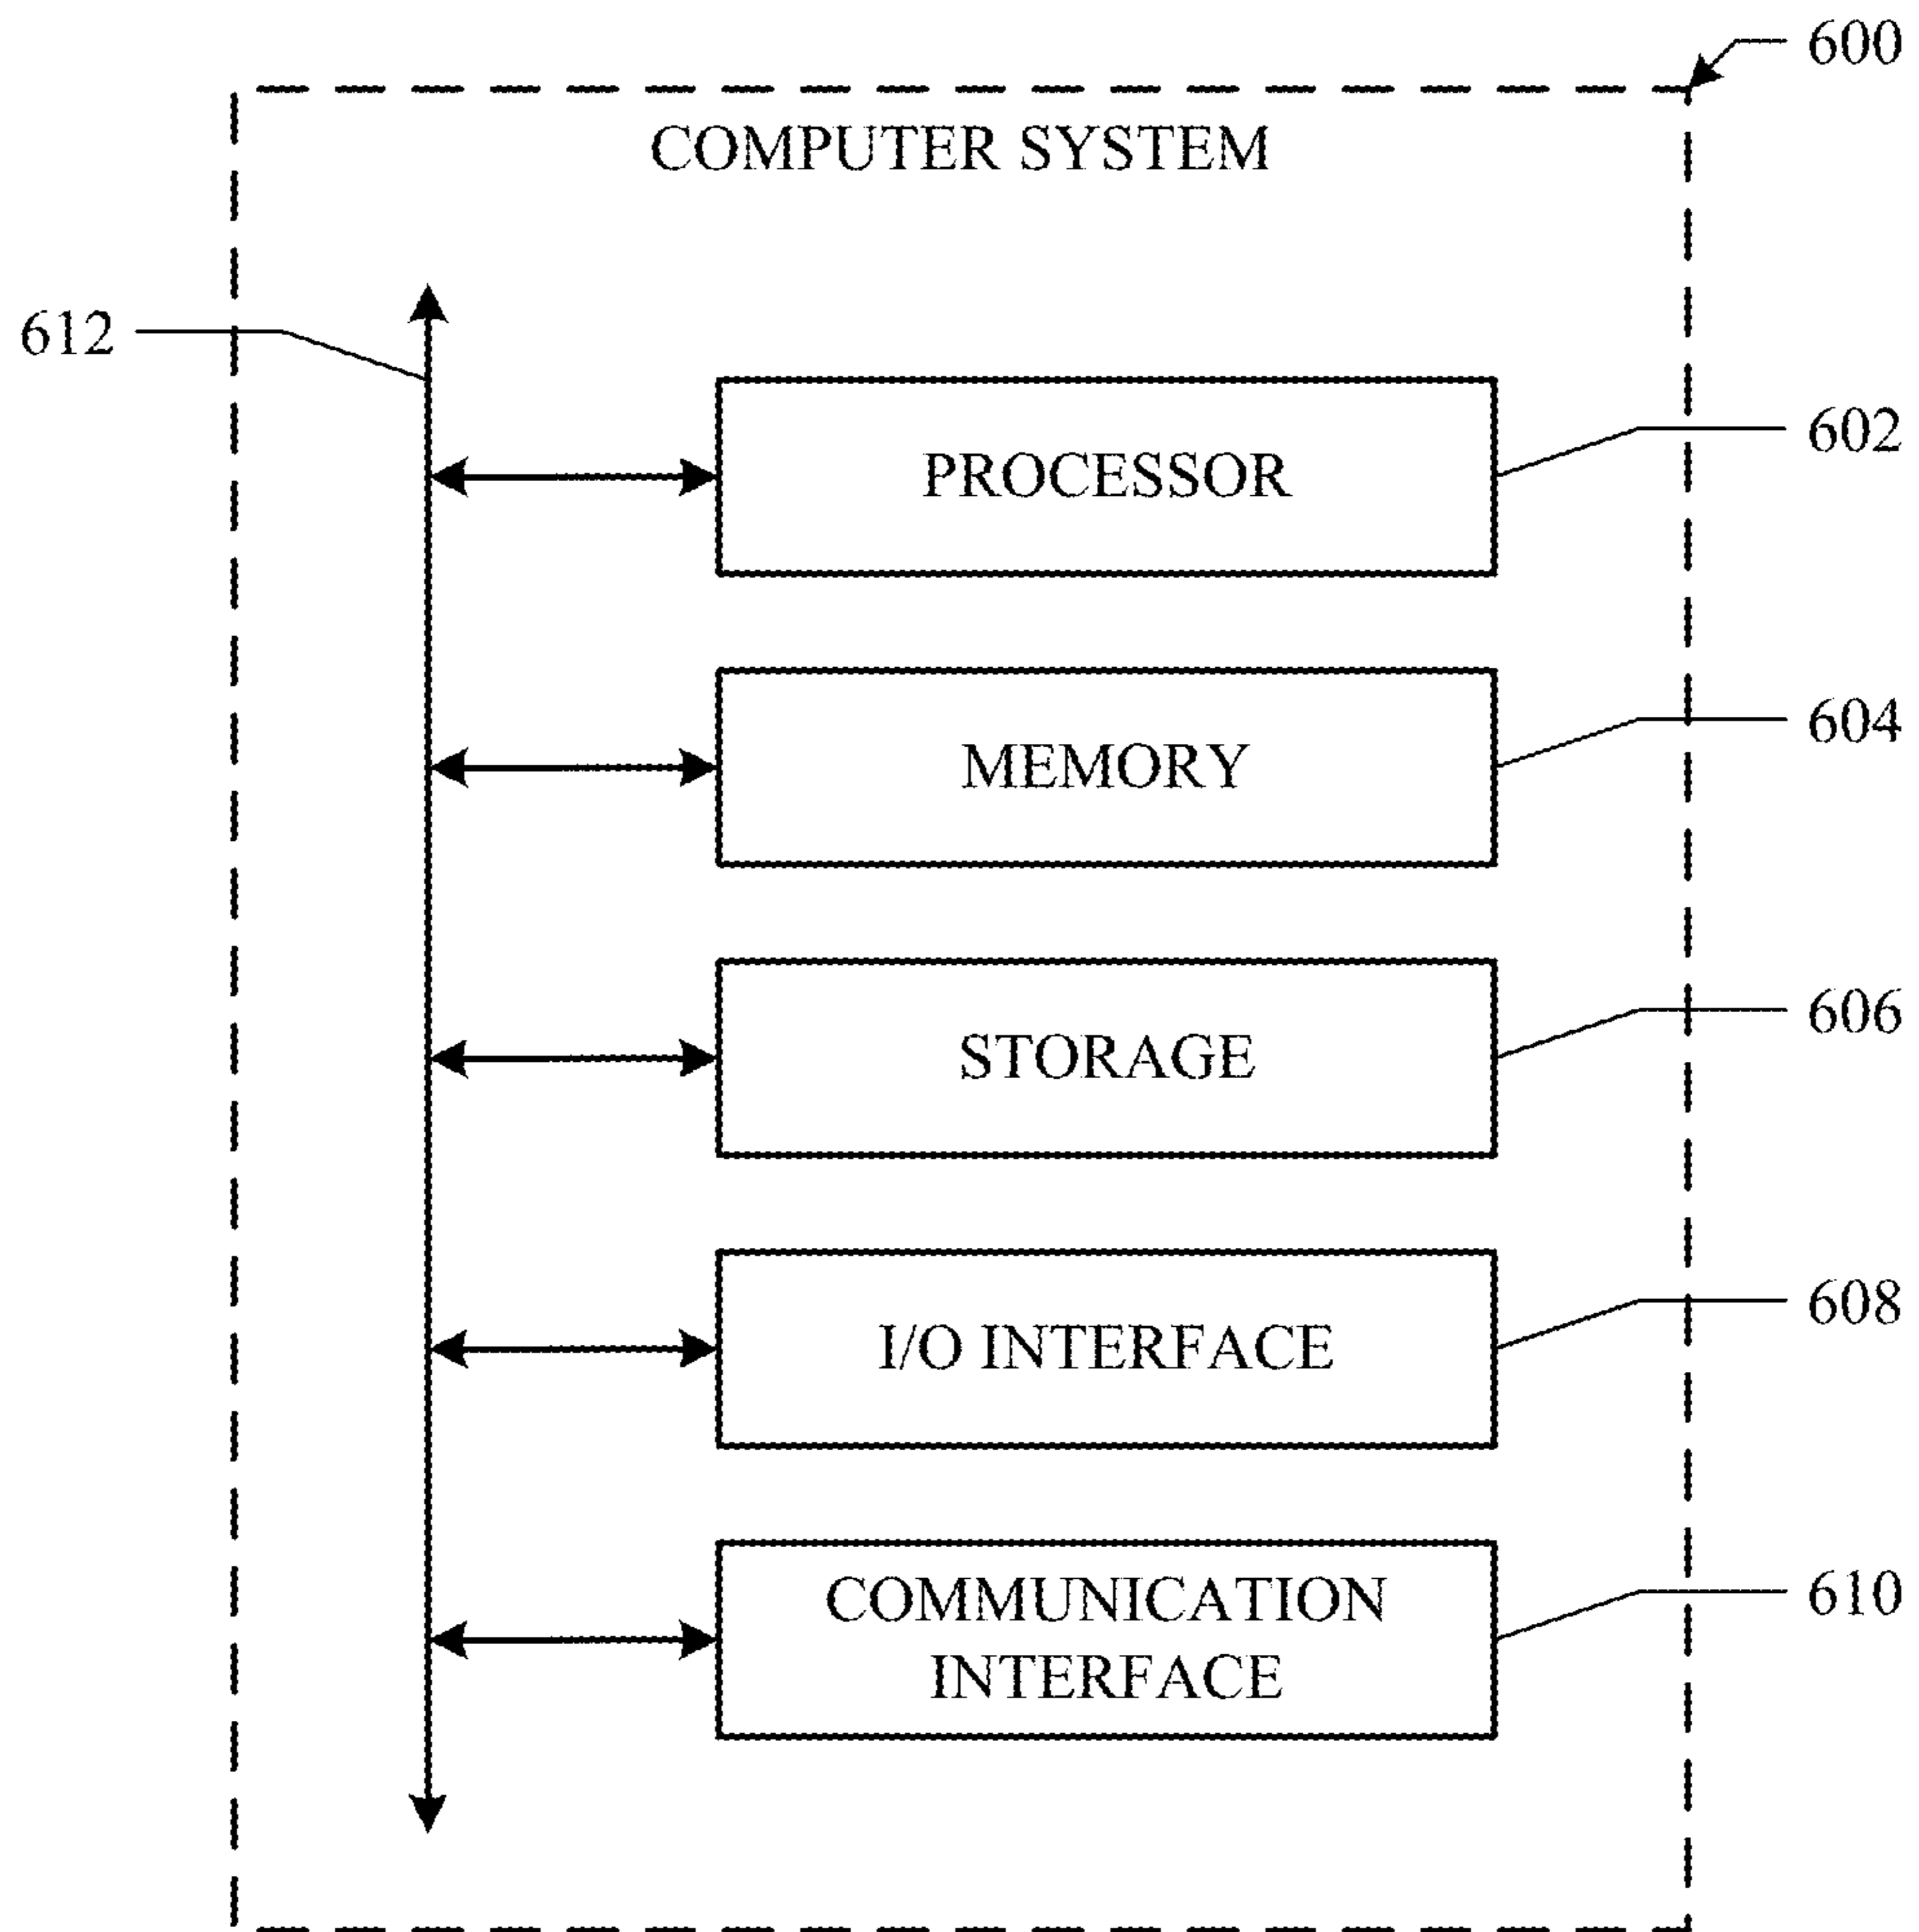 600
COMPUTER SYSTEM
612
PROCESSOR
602
MEMORY
604
STORAGE
606
I/O INTERFACE
608
COMMUNICATION
INTERFACE
610